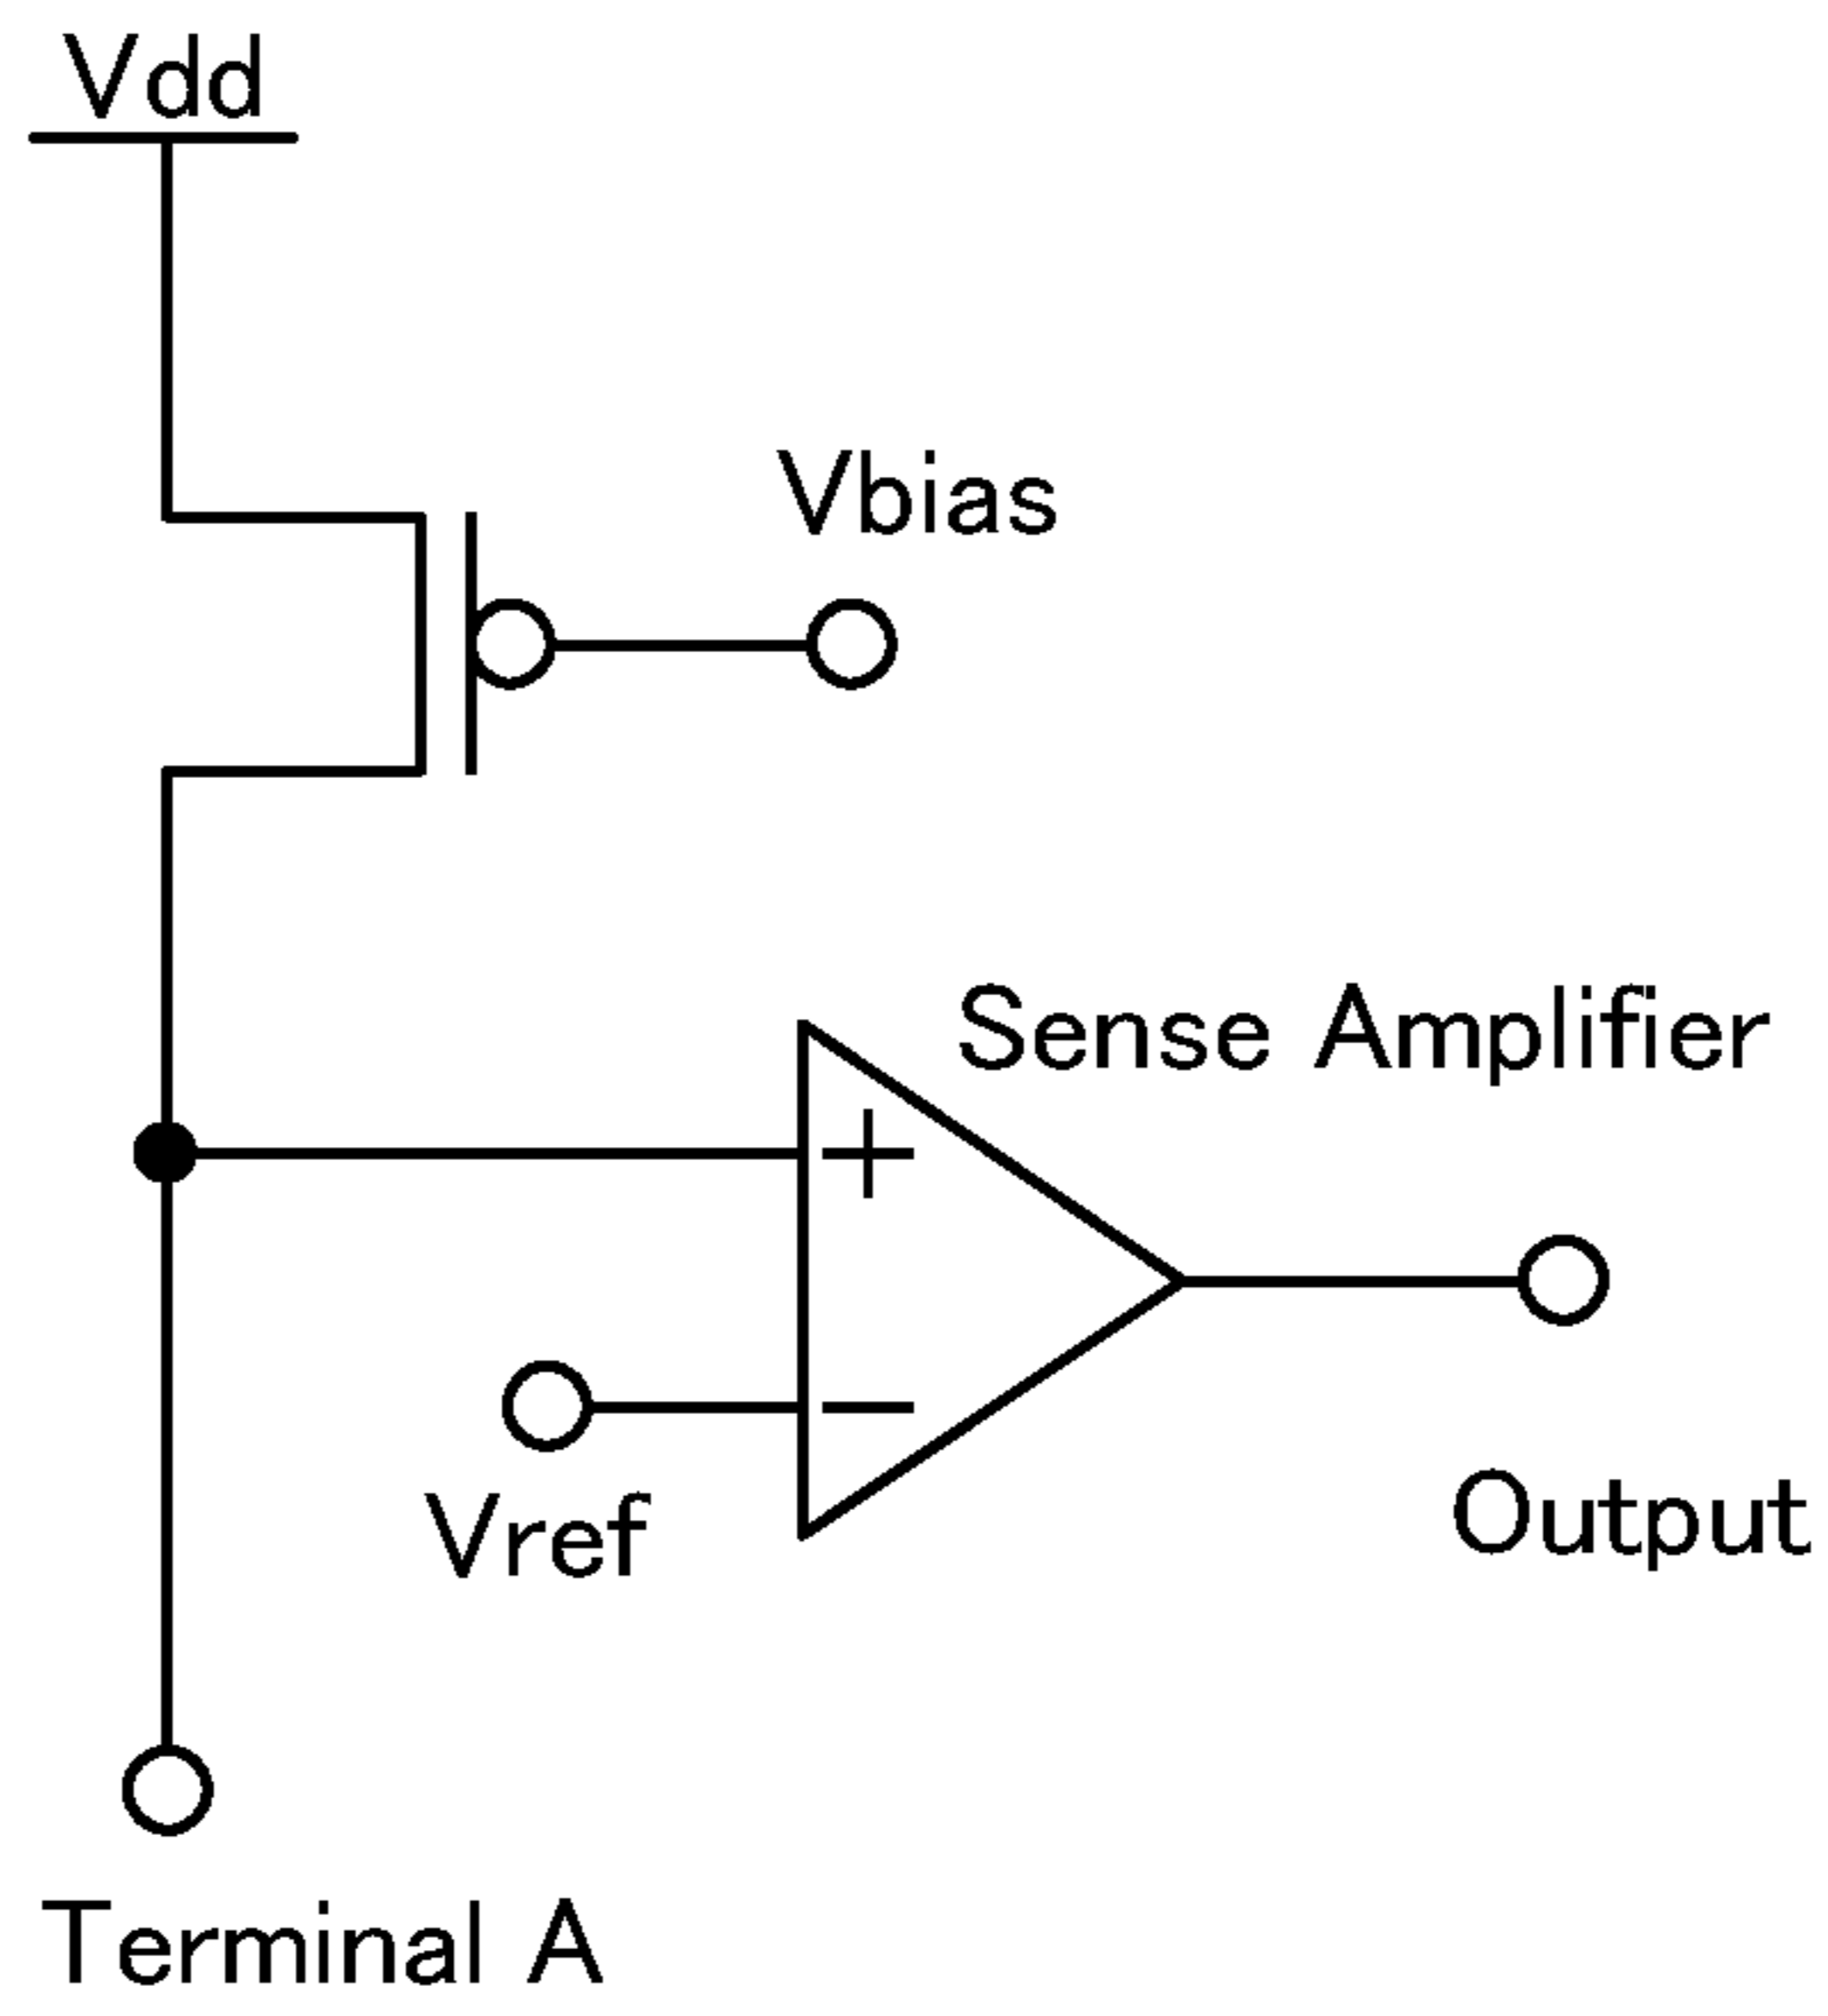 Vdd
Vbias
Sense Amplifier
+
−
Vref
Output
Terminal A